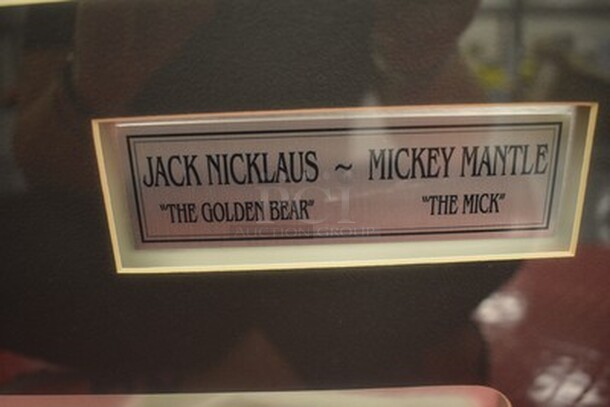 JACK NICKLAUS ~ MICKEY MANTLE
"THE GOLDEN BEAR" "THE MICK"
PCI
AUCTION GROUP